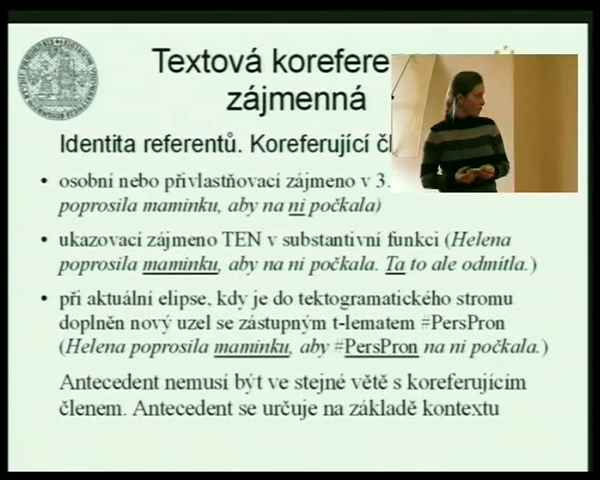 Textová korefere
zájmenná
Identita referentů. Koreferující čl
• osobní nebo přivlastňovací zájmeno v 3.
poprosila maminku, aby na ni počkala)
• ukazovací zájmeno TEN v substantivní funkci (Helena
poprosila maminku, aby na ni počkala. Ta to ale odmítla.)
• při aktuální elipse, kdy je do tektogramatického stromu
doplněn nový uzel se zástupným t-lematem #PersPron
(Helena poprosila maminku, aby #PersPron na ni počkala.)
Antecedent nemusí být ve stejné větě s koreferujícím
členem. Antecedent se určuje na základě kontextu